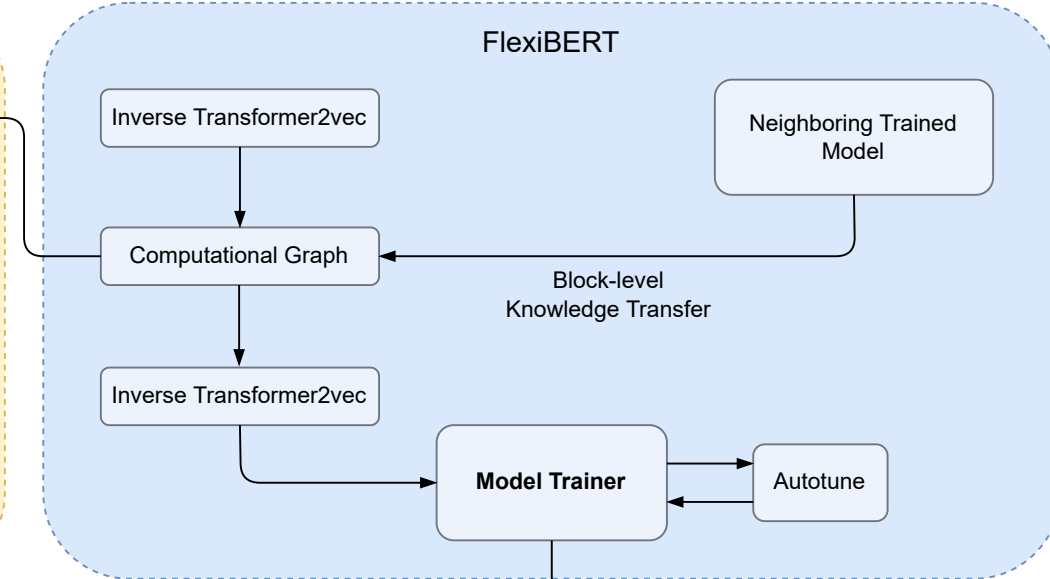 FlexiBERT
Inverse Transformer2vec
Neighboring Trained
Model
Computational Graph
Block-level
Knowledge Transfer
Inverse Transformer2vec
Model Trainer
Autotune